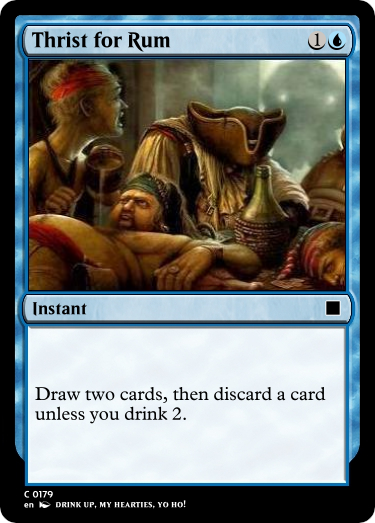 Thrist for Rum 1
Instant
Draw two cards, then discard a card
unless you drink 2.
C 0179
en DRINK UP, MY HEARTIES, YO HO!